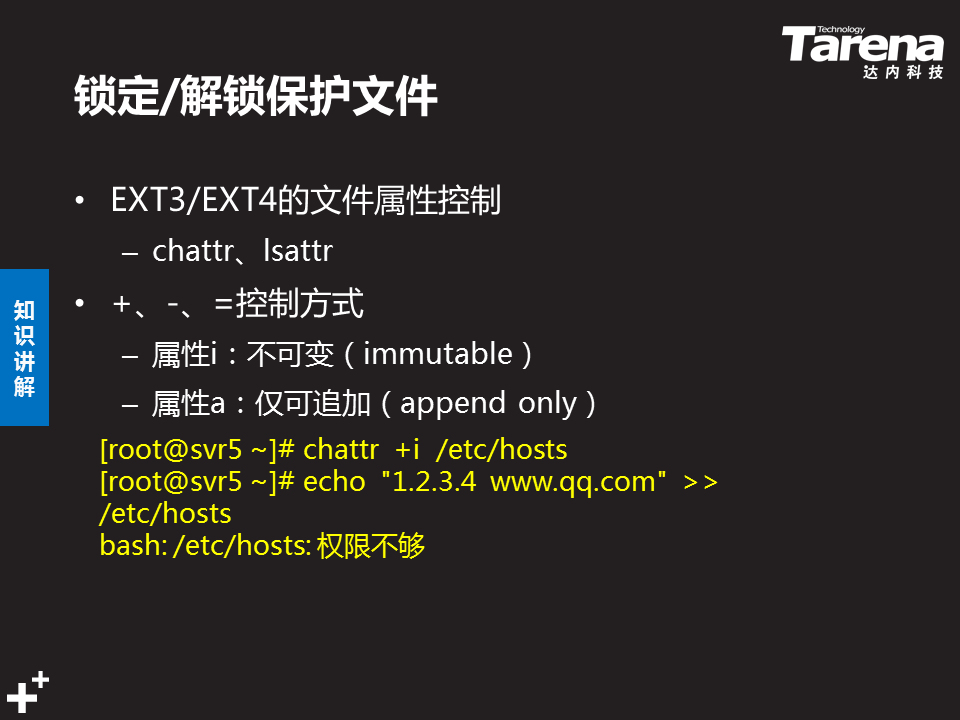 Technology
Tarena
达内科技
锁定/解锁保护文件
• EXT3/EXT4的文件属性控制
– chattr、lsattr
• +、-、=控制方式
– 属性i：不可变（immutable）
– 属性a：仅可追加（append only）
知
识
讲
解
[root@svr5 ~]# chattr +i /etc/hosts
[root@svr5 ~]# echo "1.2.3.4 www.qq.com" >>
/etc/hosts
bash: /etc/hosts: 权限不够